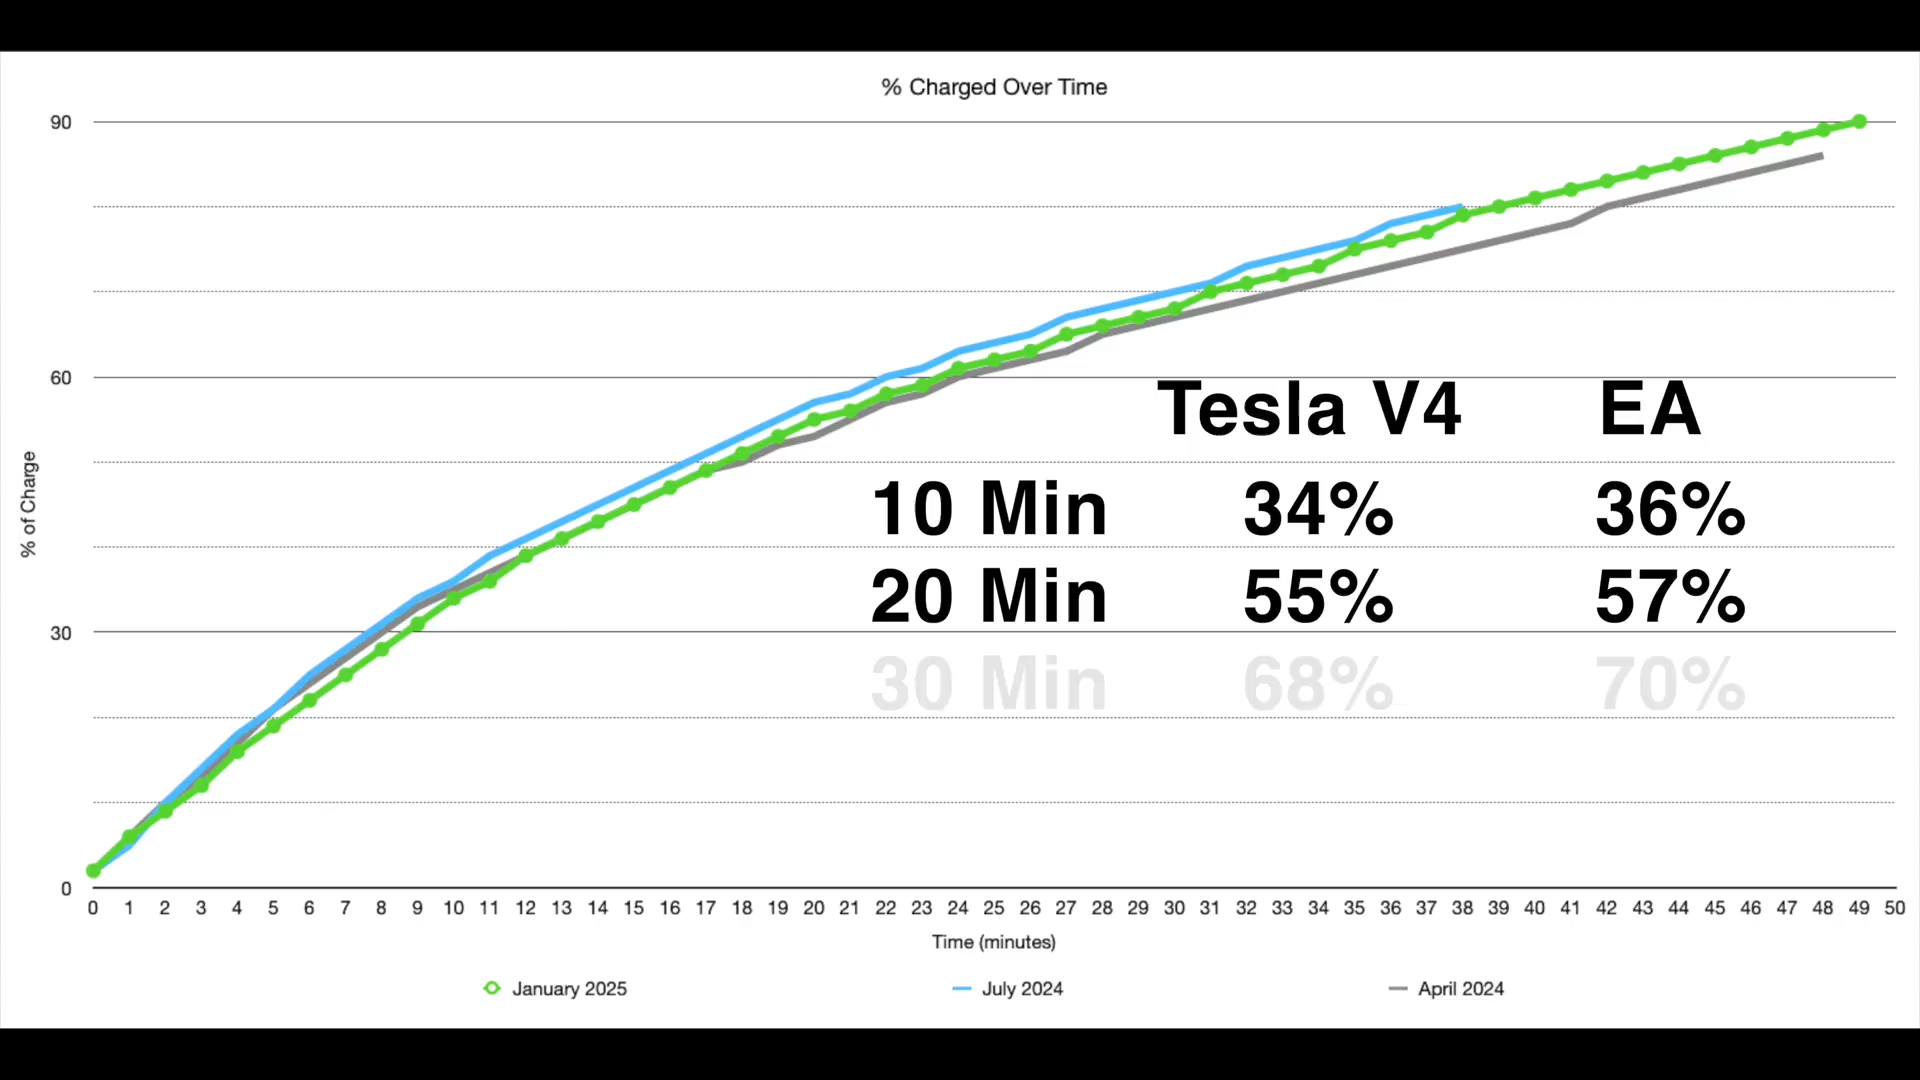 % Charged Over Time
90
60
30
0
% of Charge
Tesla V4 EA
10 Min 34% 36%
20 Min 55% 57%
30 Min 68% 70%
0 1 2 3 4 5 6 7 8 9 10 11 12 13 14 15 16 17 18 19 20 21 22 23 24 25 26 27 28 29 30 31 32 33 34 35 36 37 38 39 40 41 42 43 44 45 46 47 48 49 50
Time (minutes)
January 2025 July 2024 April 2024